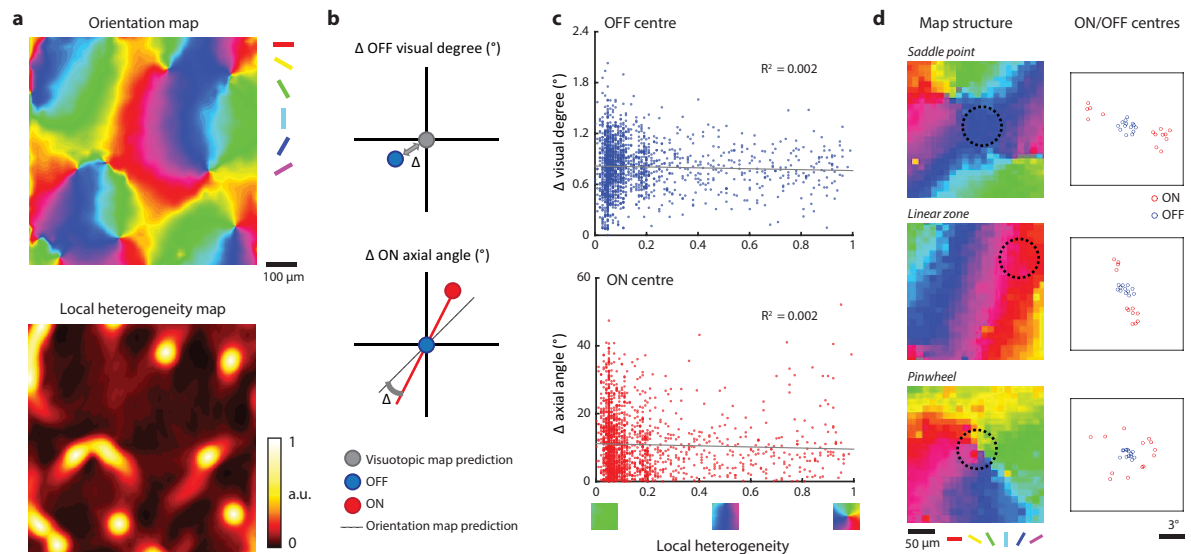 a
Orientation map
100 µm
Local heterogeneity map
1
a.u.
0
b
Δ OFF visual degree (°)
Δ
Δ ON axial angle (°)
Δ
Visuotopic map prediction
OFF
ON
Orientation map prediction
c
OFF centre
2.4
1.8
1.2
0.6
0
Δ visual degree (°)
R² = 0.002
0 0.2 0.4 0.6 0.8 1
ON centre
60
40
20
0
Δ axial angle (°)
R² = 0.002
0 0.2 0.4 0.6 0.8 1
Local heterogeneity
d
Map structure
ON/OFF centres
Saddle point
ON
OFF
Linear zone
Pinwheel
50 µm
3°